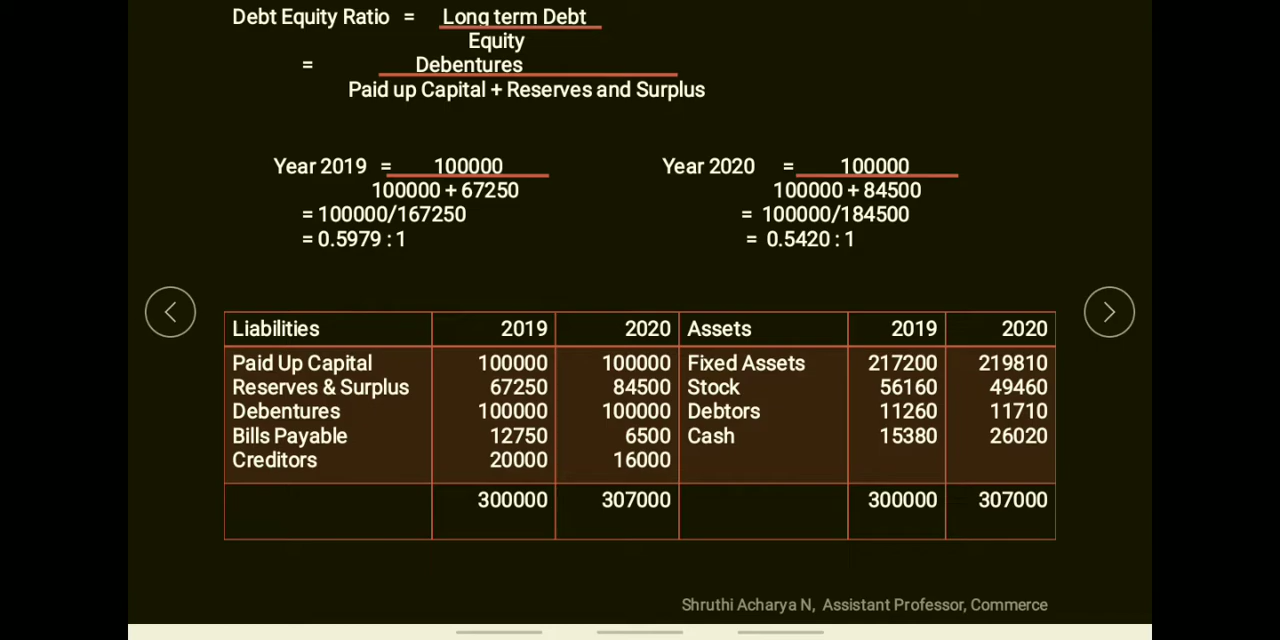 Debt Equity Ratio = Long term Debt
Equity
= Debentures
Paid up Capital + Reserves and Surplus
Year 2019 = 100000 Year 2020 = 100000
100000 + 67250 100000 + 84500
= 100000/167250 = 100000/184500
= 0.5979 : 1 = 0.5420 : 1
Liabilities 2019 2020 Assets 2019 2020
Paid Up Capital 100000 100000 Fixed Assets 217200 219810
Reserves & Surplus 67250 84500 Stock 56160 49460
Debentures 100000 100000 Debtors 11260 11710
Bills Payable 12750 6500 Cash 15380 26020
Creditors 20000 16000
300000 307000 300000 307000
Shruthi Acharya N, Assistant Professor, Commerce